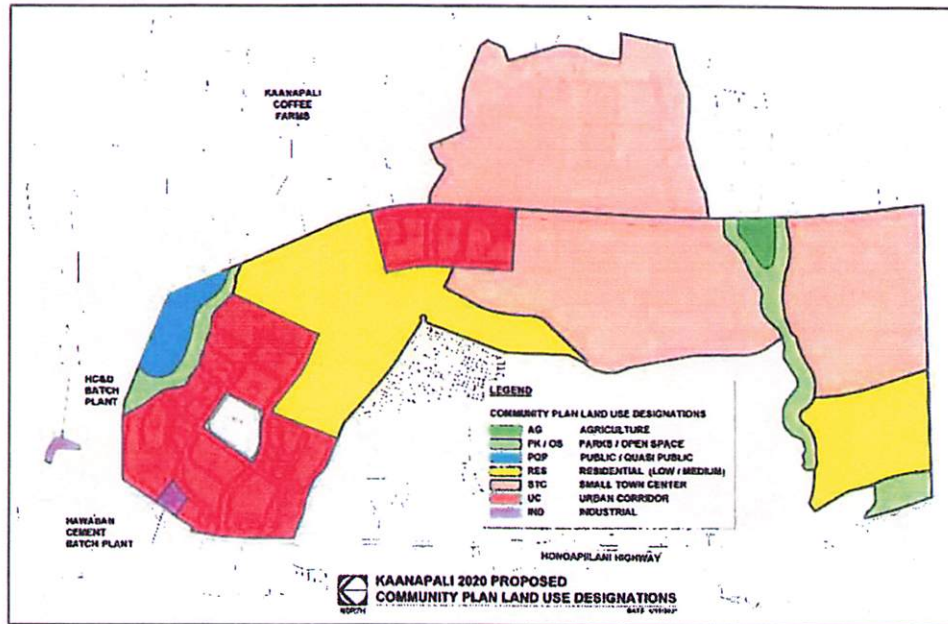 KAANAPALI
COFFEE
FARMS
HC&D
BATCH
PLANT
HAWAIIAN
CEMENT
BATCH PLANT
LEGEND
COMMUNITY PLAN LAND USE DESIGNATIONS
AG AGRICULTURE
PK / OS PARKS / OPEN SPACE
PQP PUBLIC / QUASI PUBLIC
RES RESIDENTIAL (LOW / MEDIUM)
STC SMALL TOWN CENTER
UC URBAN CORRIDOR
IND INDUSTRIAL
HONOAPIILANI HIGHWAY
NORTH
KAANAPALI 2020 PROPOSED
COMMUNITY PLAN LAND USE DESIGNATIONS
DATE